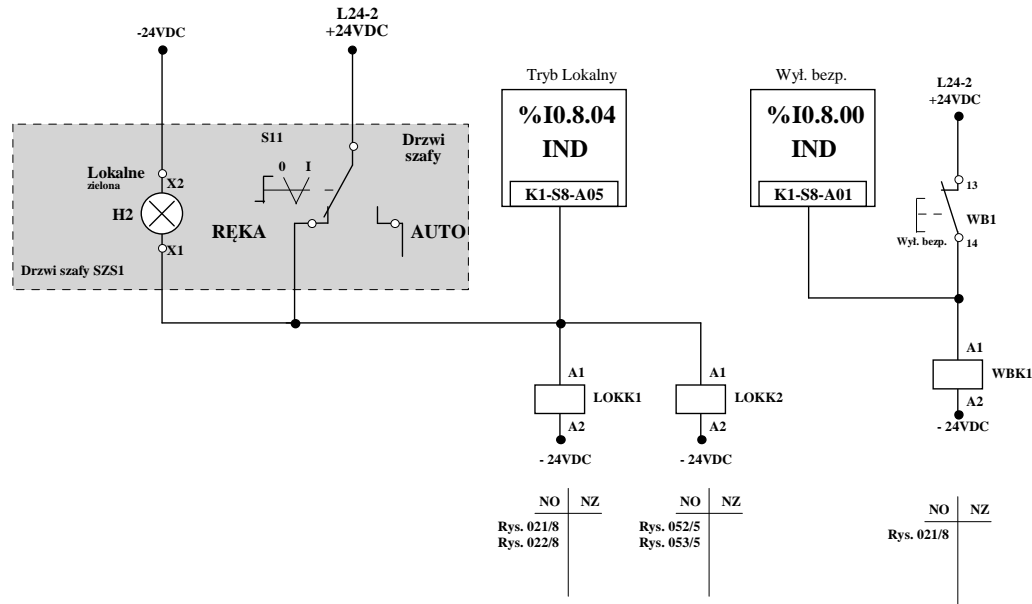 -24VDC
L24-2
+24VDC
Tryb Lokalny
%I0.8.04
IND
K1-S8-A05
Wył. bezp.
%I0.8.00
IND
K1-S8-A01
L24-2
+24VDC
S11
Drzwi
szafy
0 I
Lokalne
zielona
X2
H2
X1
RĘKA
AUTO
Drzwi szafy SZS1
13
WB1
Wył. bezp.
14
A1
LOKK1
A2
- 24VDC
A1
LOKK2
A2
- 24VDC
A1
WBK1
A2
- 24VDC
NO NZ
Rys. 021/8
Rys. 022/8
NO NZ
Rys. 052/5
Rys. 053/5
NO NZ
Rys. 021/8